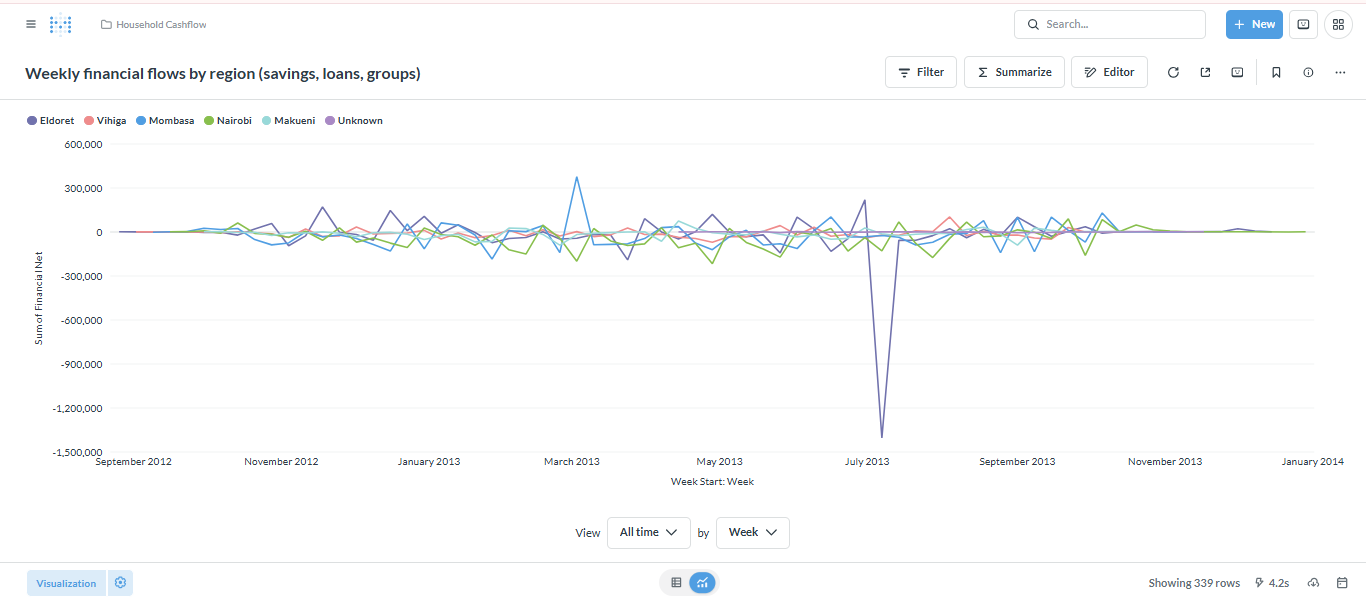 Household Cashflow
Search...
New
Weekly financial flows by region (savings, loans, groups)
Filter
Summarize
Editor
Eldoret Vihiga Mombasa Nairobi Makueni Unknown
600,000
300,000
0
-300,000
-600,000
-900,000
-1,200,000
-1,500,000
Sum of Financial Net
September 2012 November 2012 January 2013 March 2013 May 2013 July 2013 September 2013 November 2013 January 2014
Week Start: Week
View All time by Week
Visualization
Showing 339 rows 4.2s